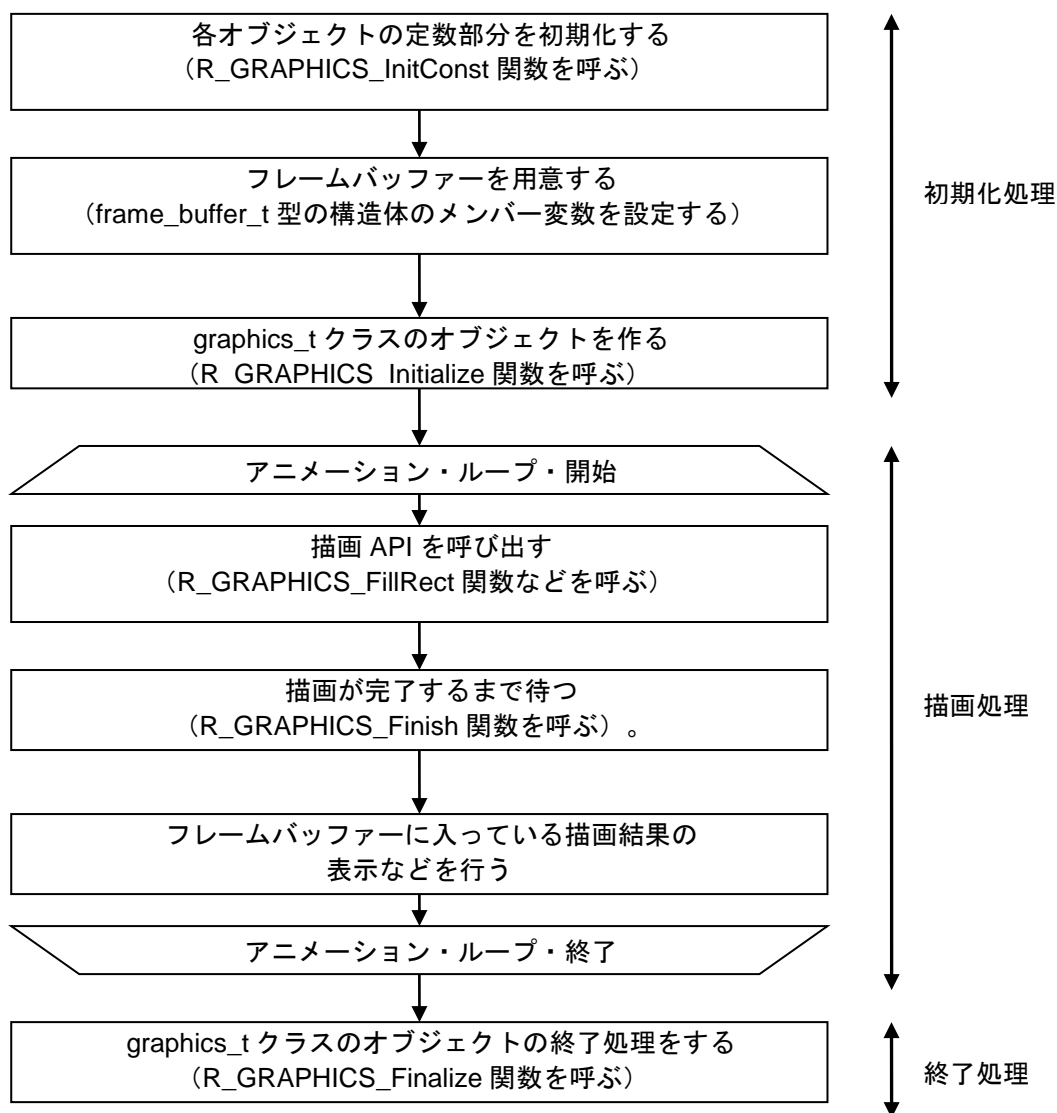 各オブジェクトの定数部分を初期化する
（R_GRAPHICS_InitConst 関数を呼ぶ）
フレームバッファーを用意する
（frame_buffer_t 型の構造体のメンバー変数を設定する）
初期化処理
graphics_t クラスのオブジェクトを作る
（R_GRAPHICS_Initialize 関数を呼ぶ）
アニメーション・ループ・開始
描画 API を呼び出す
（R_GRAPHICS_FillRect 関数などを呼ぶ）
描画が完了するまで待つ
（R_GRAPHICS_Finish 関数を呼ぶ）。
描画処理
フレームバッファーに入っている描画結果の
表示などを行う
アニメーション・ループ・終了
graphics_t クラスのオブジェクトの終了処理をする
（R_GRAPHICS_Finalize 関数を呼ぶ）
終了処理